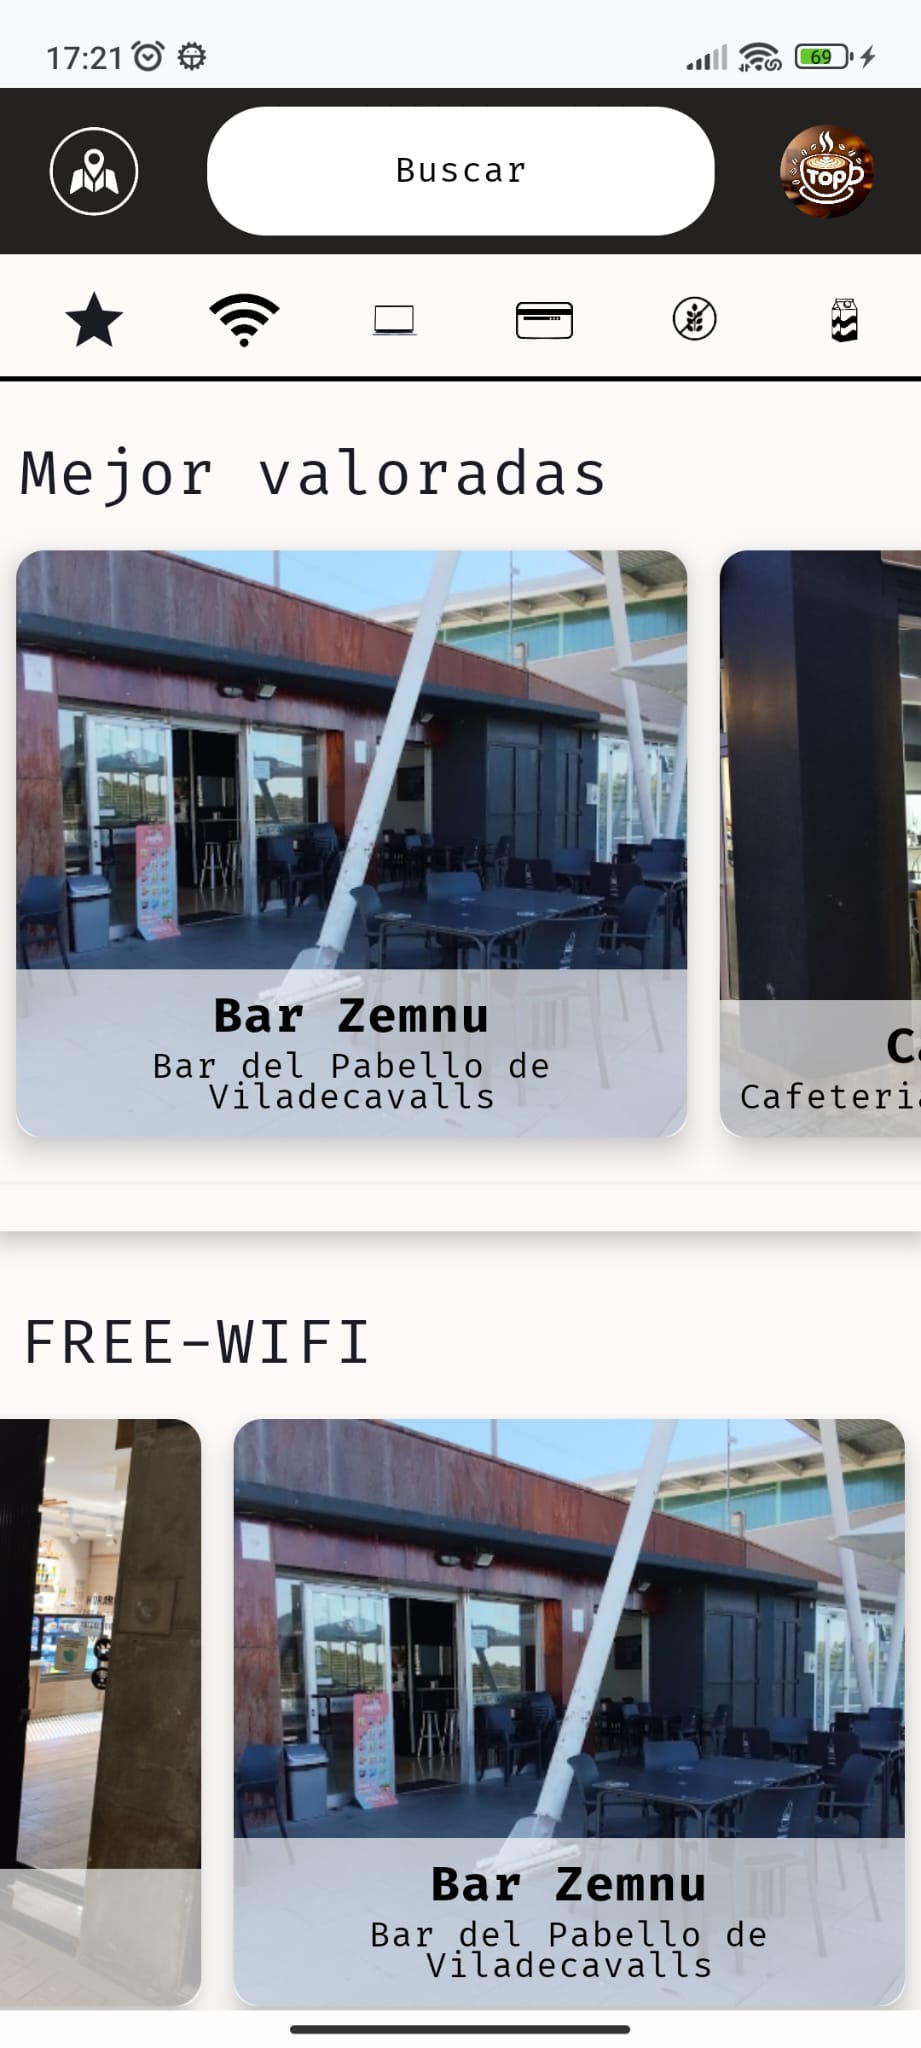 17:21
69
Buscar
TOP
Mejor valoradas
Bar Zemnu
Bar del Pabello de
Viladecavalls
Cafeteri
FREE-WIFI
Bar Zemnu
Bar del Pabello de
Viladecavalls